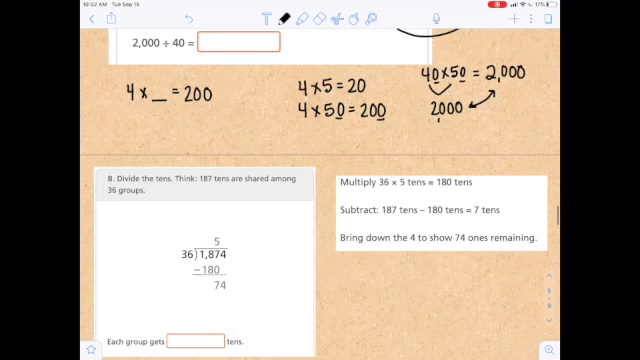 10:02 AM Tue Sep 15
17%
2,000 ÷ 40 =
4 × _ = 200
4 × 5 = 20
4 × 50 = 200
40 × 50 = 2,000
2,000
B. Divide the tens. Think: 187 tens are shared among
36 groups.
5
36)1,874
−180
74
Each group gets
tens.
Multiply 36 × 5 tens = 180 tens
Subtract: 187 tens – 180 tens = 7 tens
Bring down the 4 to show 74 ones remaining.
5
9